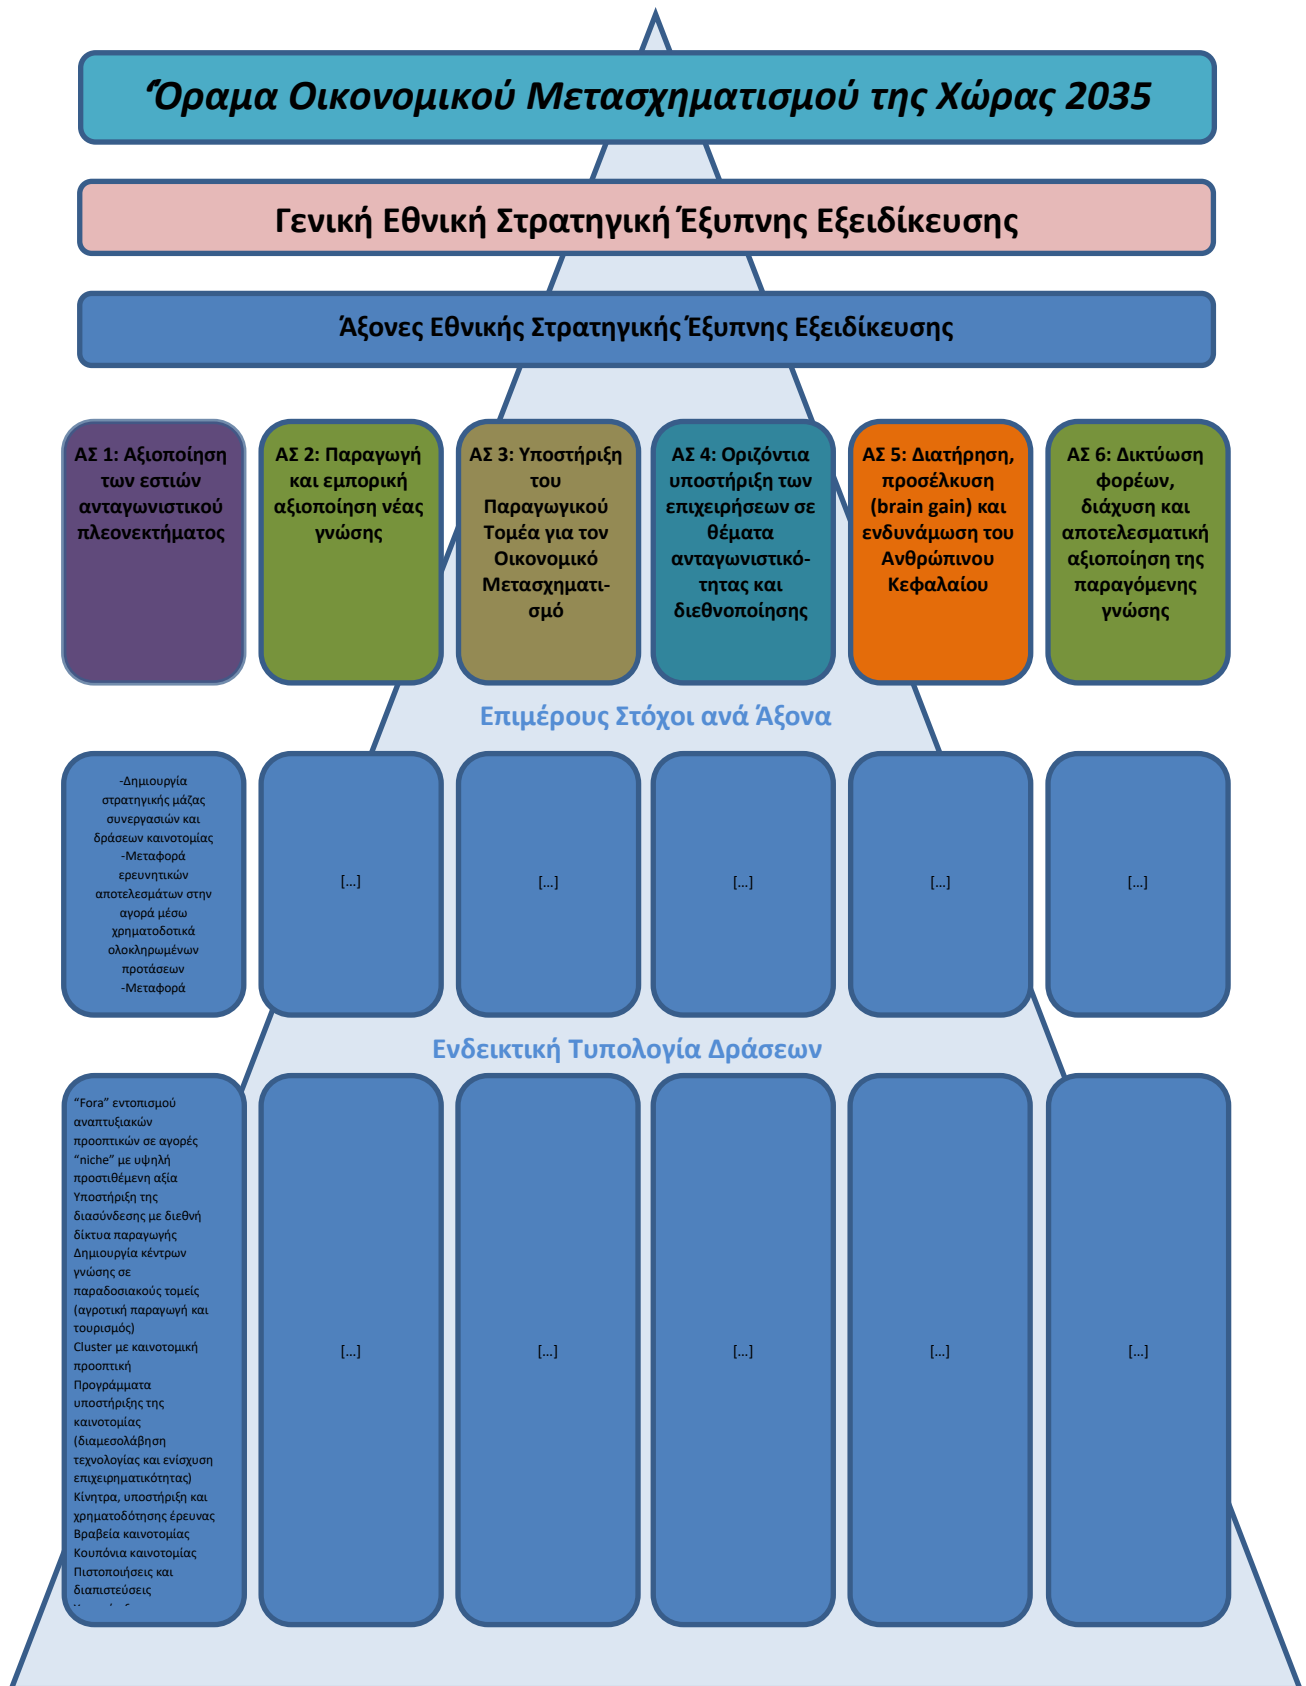 ‘Όραμα Οικονομικού Μετασχηματισμού της Χώρας 2035
Γενική Εθνική Στρατηγική Έξυπνης Εξειδίκευσης
Άξονες Εθνικής Στρατηγικής Έξυπνης Εξειδίκευσης
ΑΣ 1: Αξιοποίηση
των εστιών
ανταγωνιστικού
πλεονεκτήματος
ΑΣ 2: Παραγωγή
και εμπορική
αξιοποίηση νέας
γνώσης
ΑΣ 3: Υποστήριξη
του
Παραγωγικού
Τομέα για τον
Οικονομικό
Μετασχηματι-
σμό
ΑΣ 4: Οριζόντια
υποστήριξη των
επιχειρήσεων σε
θέματα
ανταγωνιστικό-
τητας και
διεθνοποίησης
ΑΣ 5: Διατήρηση,
προσέλκυση
(brain gain) και
ενδυνάμωση του
Ανθρώπινου
Κεφαλαίου
ΑΣ 6: Δικτύωση
φορέων,
διάχυση και
αποτελεσματική
αξιοποίηση της
παραγόμενης
γνώσης
Επιμέρους Στόχοι ανά Άξονα
-Δημιουργία
στρατηγικής μάζας
συνεργασιών και
δράσεων καινοτομίας
-Μεταφορά
ερευνητικών
αποτελεσμάτων στην
αγορά μέσω
χρηματοδοτικά
ολοκληρωμένων
προτάσεων
-Μεταφορά
[...]
[...]
[...]
[...]
[...]
Ενδεικτική Τυπολογία Δράσεων
“Fora” εντοπισμού
αναπτυξιακών
προοπτικών σε αγορές
“niche” με υψηλή
προστιθέμενη αξία
Υποστήριξη της
διασύνδεσης με διεθνή
δίκτυα παραγωγής
Δημιουργία κέντρων
γνώσης σε
παραδοσιακούς τομείς
(αγροτική παραγωγή και
τουρισμός)
Cluster με καινοτομική
προοπτική
Προγράμματα
υποστήριξης της
καινοτομίας
(διαμεσολάβηση
τεχνολογίας και ενίσχυση
επιχειρηματικότητας)
Κίνητρα, υποστήριξη και
χρηματοδότησης έρευνας
Βραβεία καινοτομίας
Κουπόνια καινοτομίας
Πιστοποιήσεις και
διαπιστεύσεις
[...]
[...]
[...]
[...]
[...]